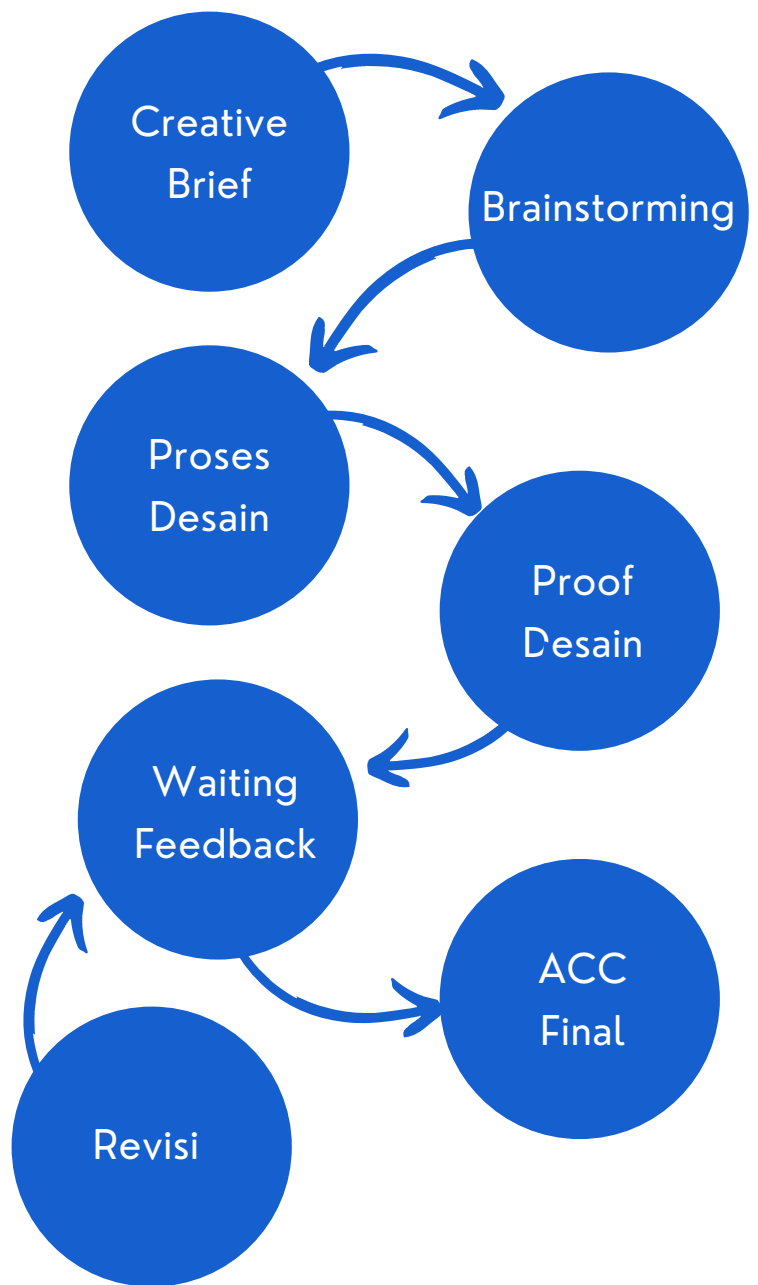 Creative
Brief
Brainstorming
Proses
Desain
Proof
Desain
Waiting
Feedback
ACC
Final
Revisi